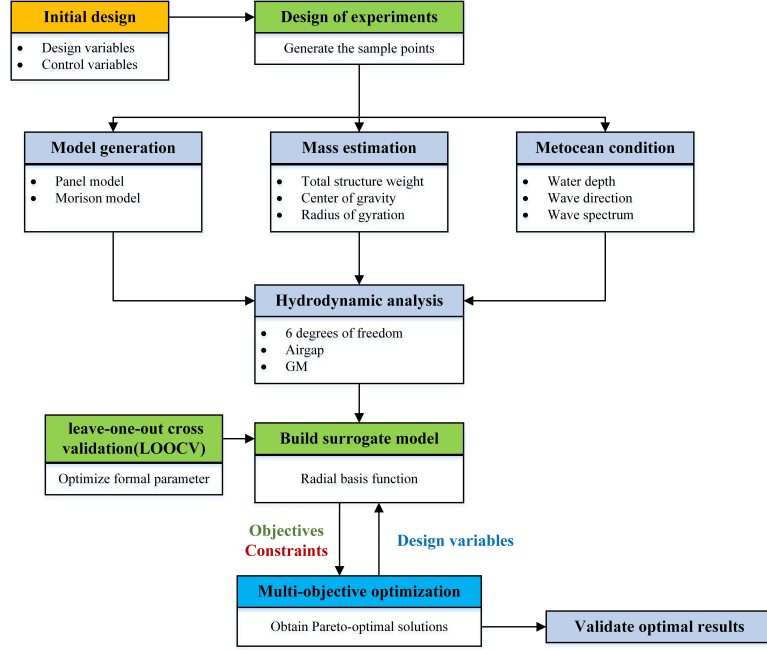 Initial design
• Design variables
• Control variables
Design of experiments
Generate the sample points
Model generation
• Panel model
• Morison model
Mass estimation
• Total structure weight
• Center of gravity
• Radius of gyration
Metocean condition
• Water depth
• Wave direction
• Wave spectrum
Hydrodynamic analysis
• 6 degrees of freedom
• Airgap
• GM
leave-one-out cross
validation(LOOCV)
Optimize formal parameter
Build surrogate model
Radial basis function
Objectives
Constraints
Design variables
Multi-objective optimization
Obtain Pareto-optimal solutions
Validate optimal results